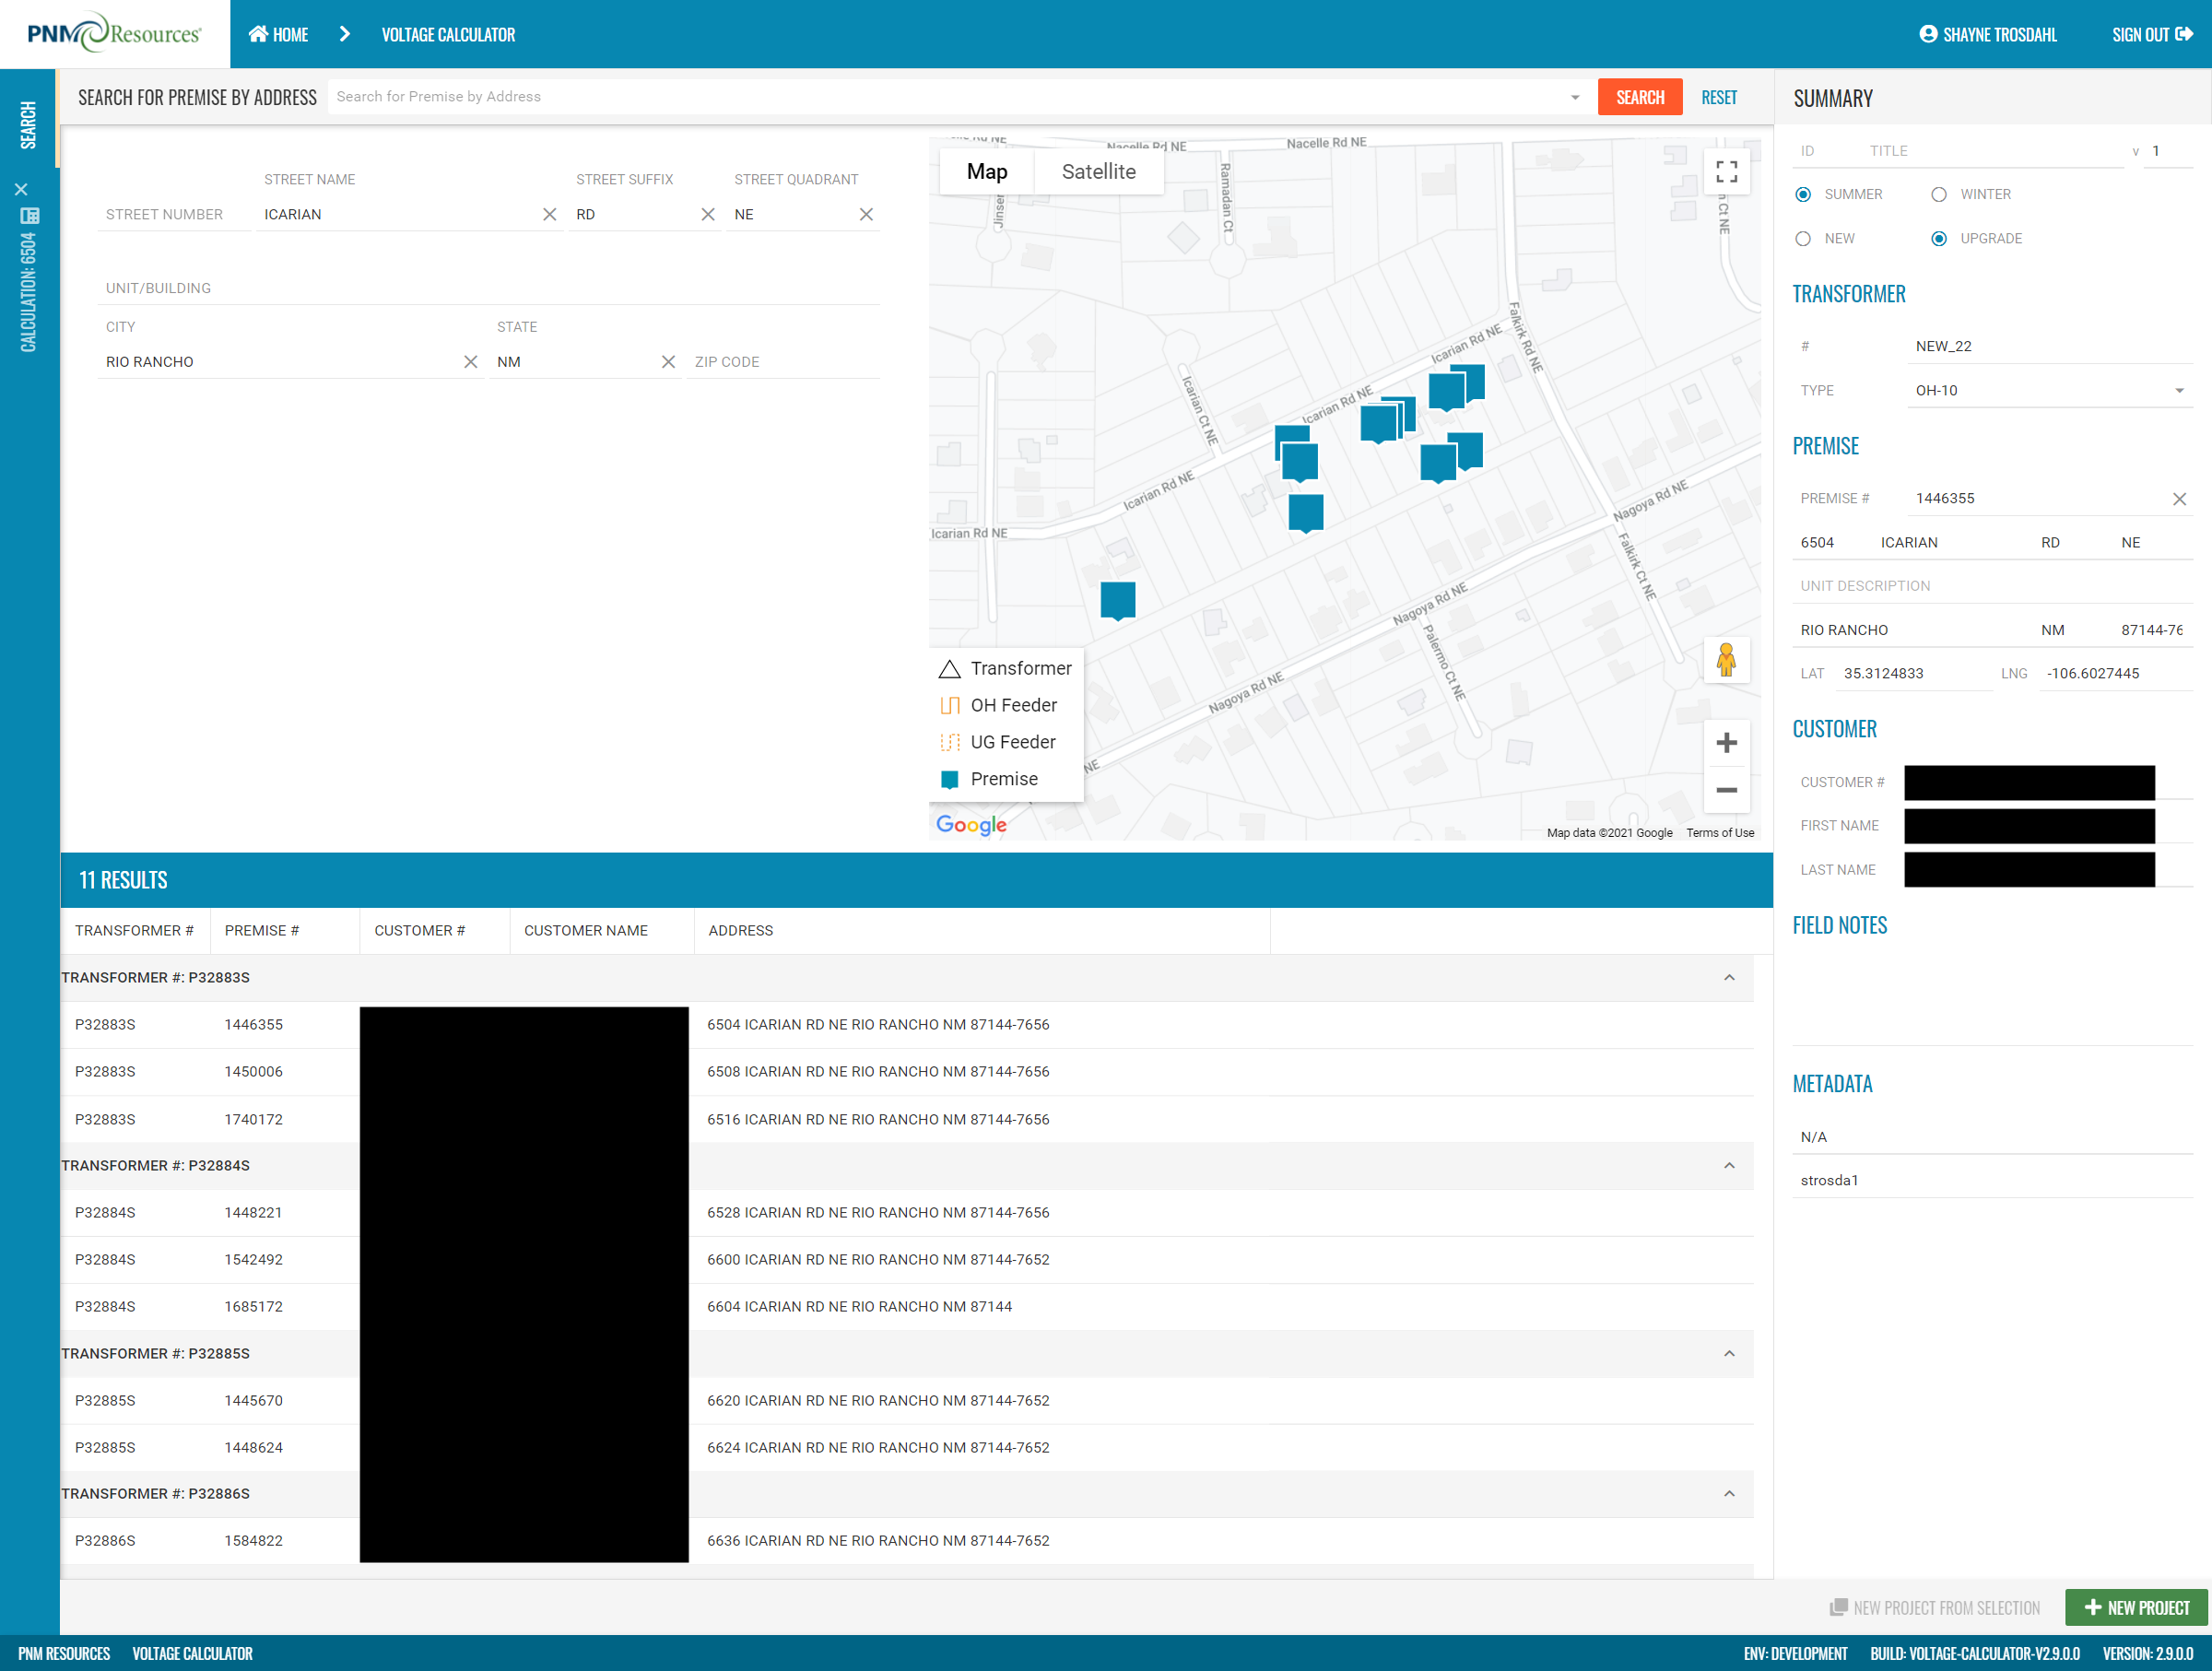 PNM Resources
HOME
VOLTAGE CALCULATOR
SHAYNE TROSDAHL
SIGN OUT
SEARCH
CALCULATION: 6504
SEARCH FOR PREMISE BY ADDRESS
Search for Premise by Address
SEARCH
RESET
STREET NAME
STREET SUFFIX
STREET QUADRANT
STREET NUMBER
ICARIAN
RD
NE
UNIT/BUILDING
CITY
STATE
RIO RANCHO
NM
ZIP CODE
Map
Satellite
Nacelle Rd NE
Nacelle Rd NE
Ramadan Ct
Ct NE
Falkirk Rd NE
Icarian Rd NE
Icarian Rd NE
Icarian Ct NE
Icarian Rd NE
Icarian Rd NE
Nagoya Rd NE
Falkirk Ct NE
Nagoya Rd NE
Palermo Ct NE
Nagoya Rd NE
NE
Transformer
OH Feeder
UG Feeder
Premise
Google
Map data ©2021 Google
Terms of Use
11 RESULTS
TRANSFORMER # PREMISE # CUSTOMER # CUSTOMER NAME ADDRESS
TRANSFORMER #: P32883S
P32883S 1446355 6504 ICARIAN RD NE RIO RANCHO NM 87144-7656
P32883S 1450006 6508 ICARIAN RD NE RIO RANCHO NM 87144-7656
P32883S 1740172 6516 ICARIAN RD NE RIO RANCHO NM 87144-7656
TRANSFORMER #: P32884S
P32884S 1448221 6528 ICARIAN RD NE RIO RANCHO NM 87144-7656
P32884S 1542492 6600 ICARIAN RD NE RIO RANCHO NM 87144-7652
P32884S 1685172 6604 ICARIAN RD NE RIO RANCHO NM 87144
TRANSFORMER #: P32885S
P32885S 1445670 6620 ICARIAN RD NE RIO RANCHO NM 87144-7652
P32885S 1448624 6624 ICARIAN RD NE RIO RANCHO NM 87144-7652
TRANSFORMER #: P32886S
P32886S 1584822 6636 ICARIAN RD NE RIO RANCHO NM 87144-7652
SUMMARY
ID TITLE v 1
SUMMER WINTER
NEW UPGRADE
TRANSFORMER
# NEW_22
TYPE OH-10
PREMISE
PREMISE # 1446355
6504 ICARIAN RD NE
UNIT DESCRIPTION
RIO RANCHO NM 87144-76
LAT 35.3124833 LNG -106.6027445
CUSTOMER
CUSTOMER #
FIRST NAME
LAST NAME
FIELD NOTES
METADATA
N/A
strosda1
NEW PROJECT FROM SELECTION
NEW PROJECT
PNM RESOURCES VOLTAGE CALCULATOR
ENV: DEVELOPMENT BUILD: VOLTAGE-CALCULATOR-V2.9.0.0 VERSION: 2.9.0.0